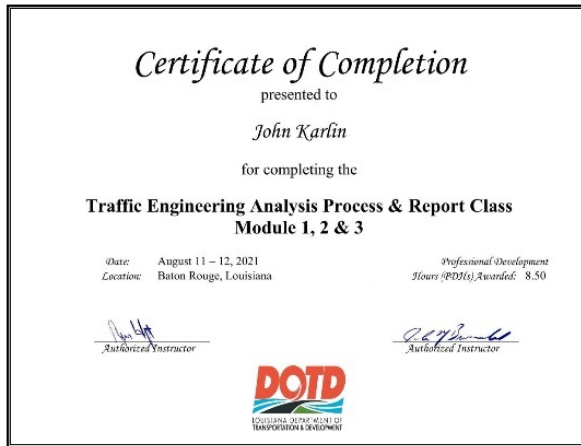 Certificate of Completion
presented to
John Karlin
for completing the
Traffic Engineering Analysis Process & Report Class
Module 1, 2 & 3
Date: August 11 – 12, 2021
Location: Baton Rouge, Louisiana
Professional Development
Hours (PDHs) Awarded: 8.50
Authorized Instructor
Authorized Instructor
DOTD
LOUISIANA DEPARTMENT OF
TRANSPORTATION & DEVELOPMENT